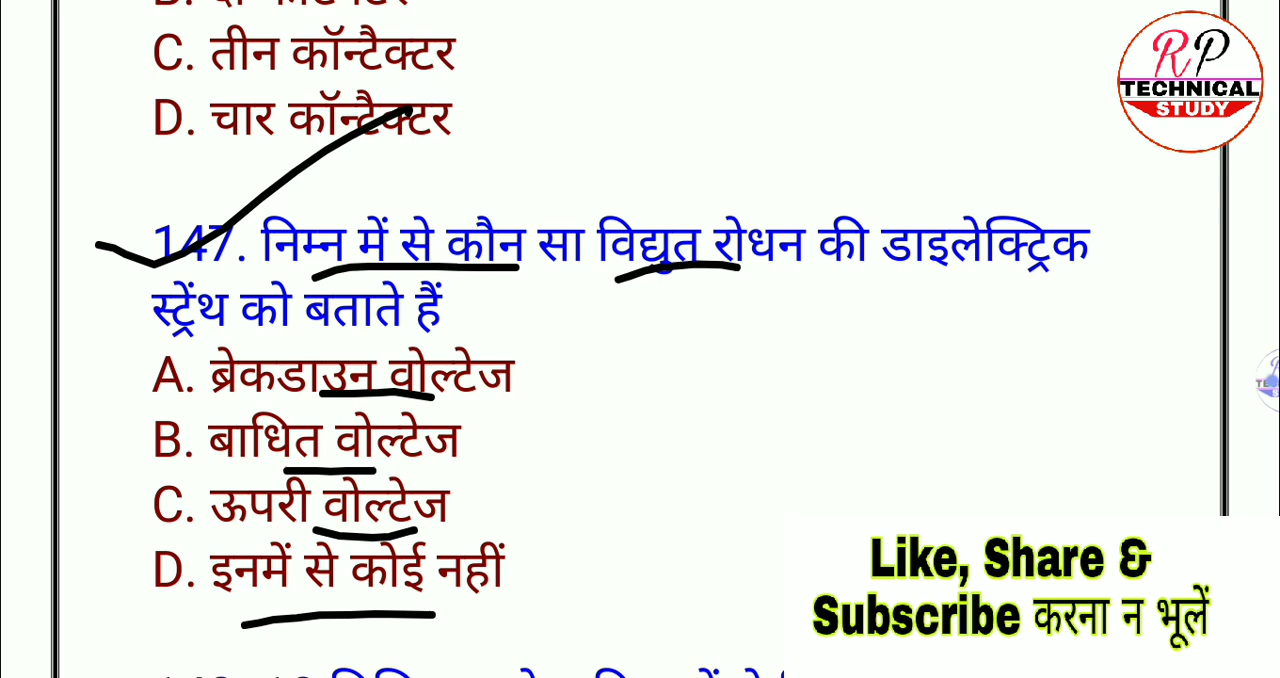 C. तीन कॉन्टैक्टर
D. चार कॉन्टैक्टर
RP
TECHNICAL
STUDY
147. निम्न में से कौन सा विद्युत रोधन की डाइलेक्ट्रिक
स्ट्रेंथ को बताते हैं
A. ब्रेकडाउन वोल्टेज
B. बाधित वोल्टेज
C. ऊपरी वोल्टेज
D. इनमें से कोई नहीं
Like, Share &
Subscribe करना न भूलें